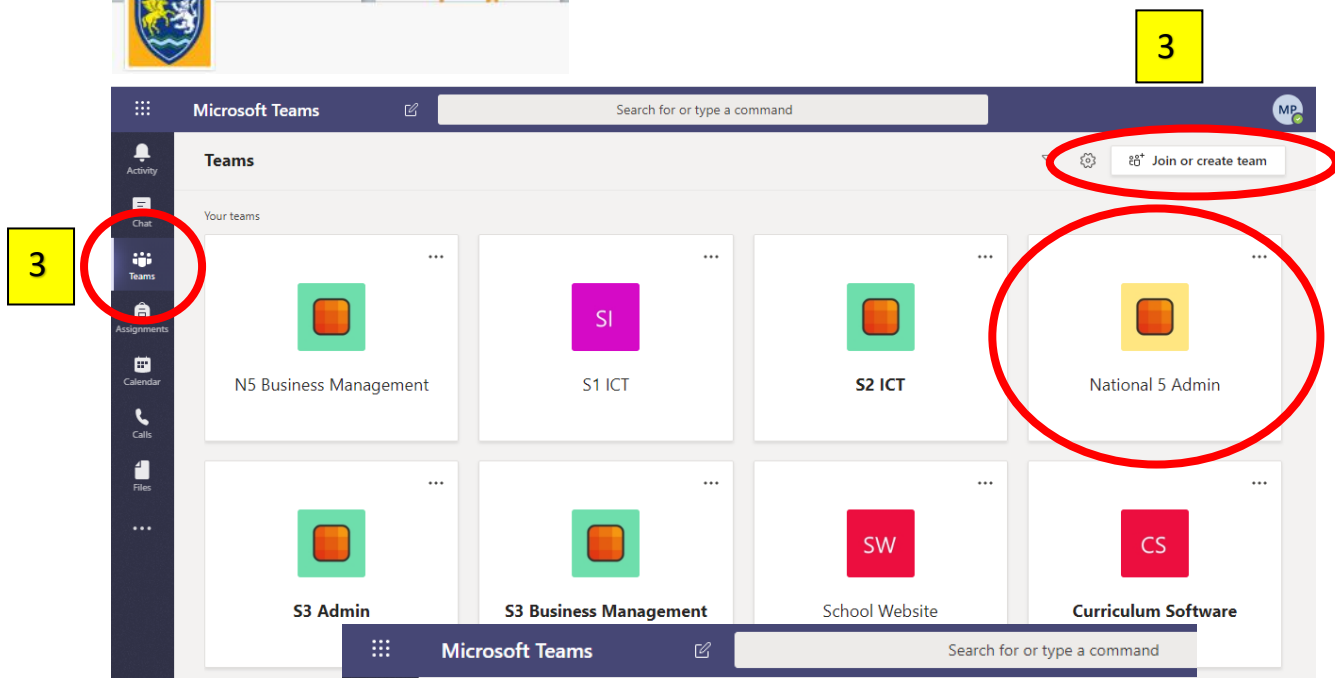 3
Microsoft Teams
Search for or type a command
MP
Activity
Teams
Join or create team
Chat
Your teams
3
Teams
Assignments
Calendar
Calls
Files
N5 Business Management
SI
S1 ICT
S2 ICT
National 5 Admin
S3 Admin
S3 Business Management
SW
School Website
CS
Curriculum Software
Microsoft Teams
Search for or type a command